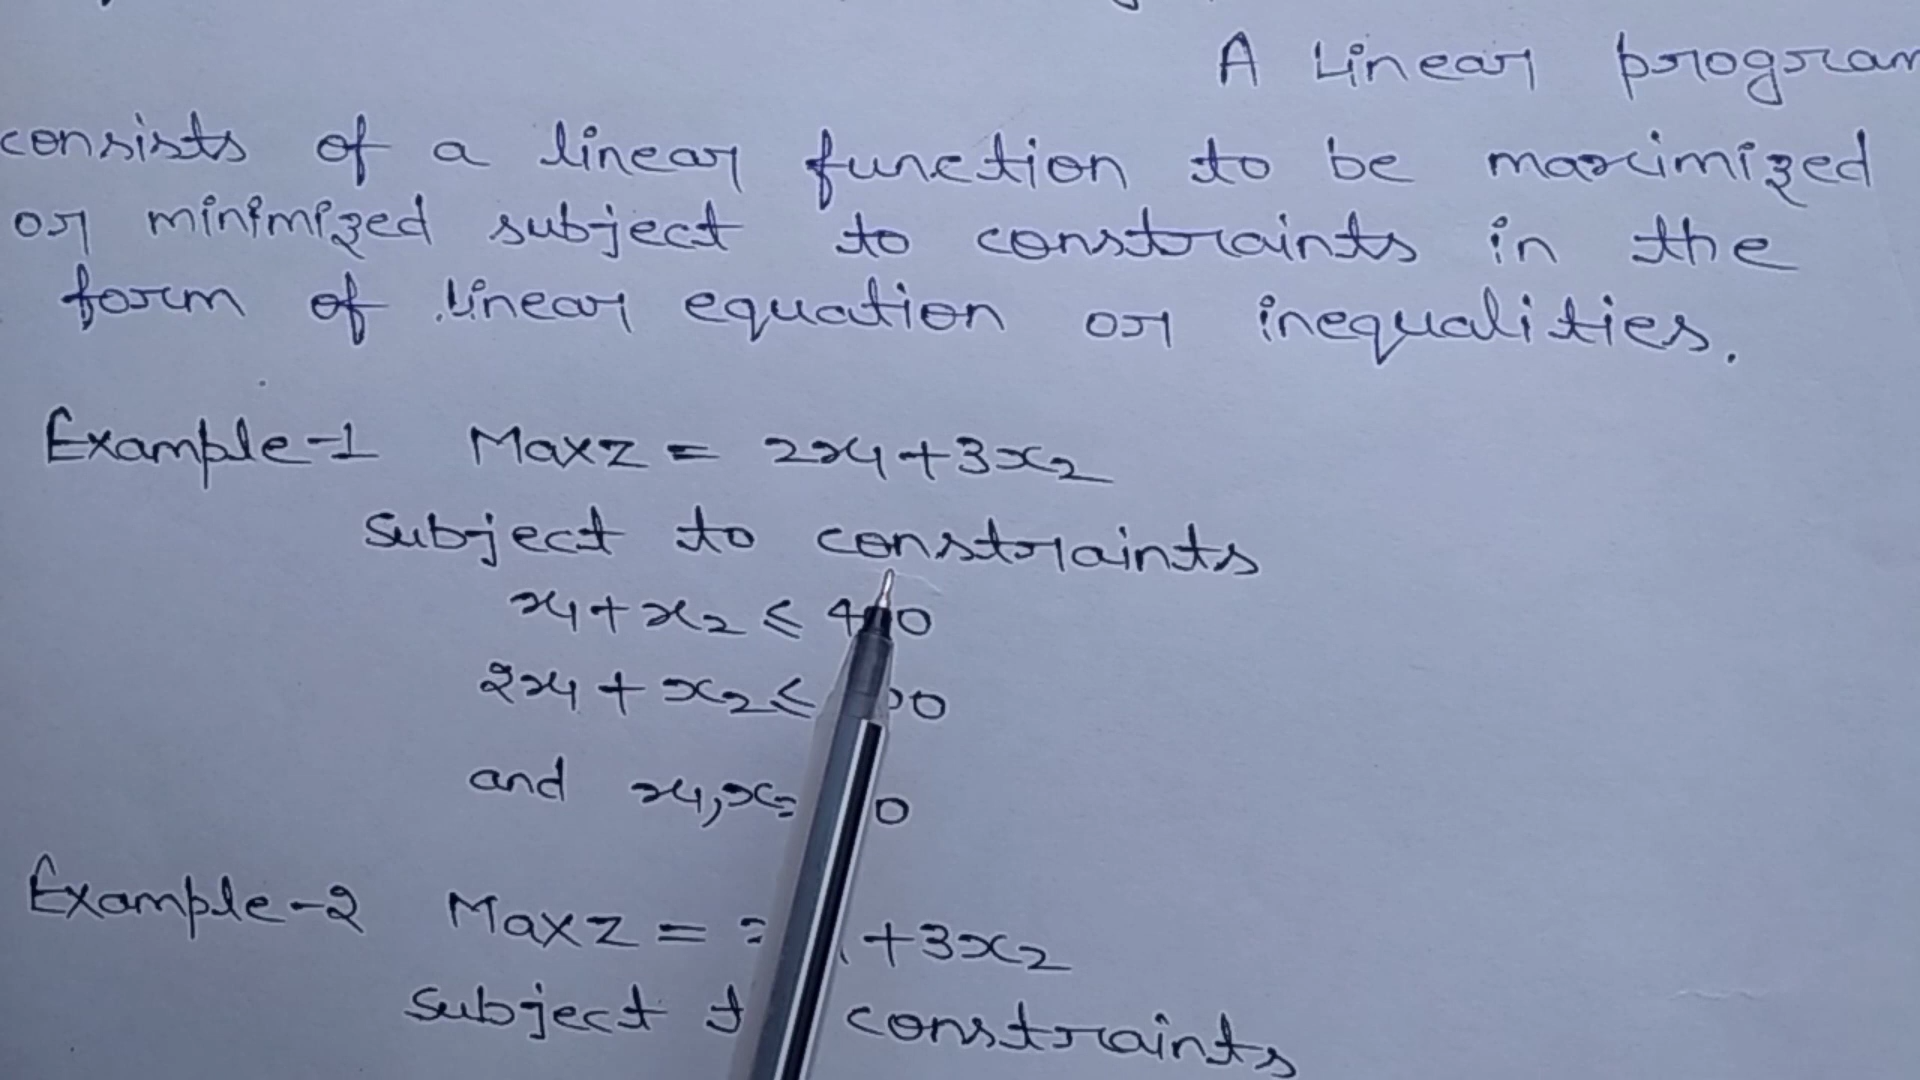 A Linear program
consists of a linear function to be maximized
or minimized subject to constraints in the
form of linear equation or inequalities.
Example-1 Max z = 2x₁+3x₂
Subject to constraints
x₁+x₂ ≤
2x₁ + x₂ ≤
and x₁,x₂ 0
Example-2 Max z = +3x₂
Subject constraints